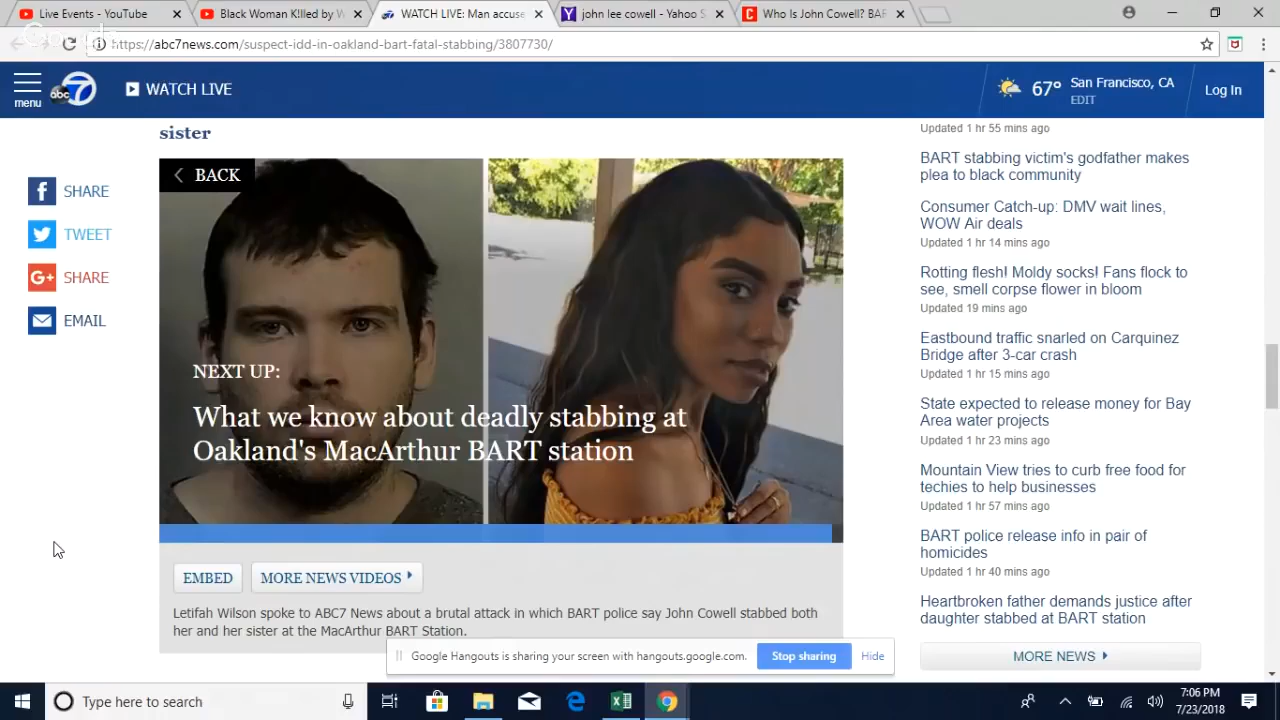 Live Events - YouTube
Black Woman K!lled by W
WATCH LIVE: Man accuse
john lee cowell - Yahoo S
Who Is John Cowell? BAR
https://abc7news.com/suspect-idd-in-oakland-bart-fatal-stabbing/3807730/
menu
abc 7
WATCH LIVE
67°
San Francisco, CA
EDIT
Log In
sister
BACK
SHARE
TWEET
G+ SHARE
EMAIL
NEXT UP:
What we know about deadly stabbing at
Oakland's MacArthur BART station
EMBED
MORE NEWS VIDEOS
Letifah Wilson spoke to ABC7 News about a brutal attack in which BART police say John Cowell stabbed both
her and her sister at the MacArthur BART Station.
Updated 1 hr 55 mins ago
BART stabbing victim's godfather makes
plea to black community
Consumer Catch-up: DMV wait lines,
WOW Air deals
Updated 1 hr 14 mins ago
Rotting flesh! Moldy socks! Fans flock to
see, smell corpse flower in bloom
Updated 19 mins ago
Eastbound traffic snarled on Carquinez
Bridge after 3-car crash
Updated 1 hr 15 mins ago
State expected to release money for Bay
Area water projects
Updated 1 hr 23 mins ago
Mountain View tries to curb free food for
techies to help businesses
Updated 1 hr 57 mins ago
BART police release info in pair of
homicides
Updated 1 hr 40 mins ago
Heartbroken father demands justice after
daughter stabbed at BART station
MORE NEWS
Google Hangouts is sharing your screen with hangouts.google.com.
Stop sharing
Hide
Type here to search
7:06 PM
7/23/2018